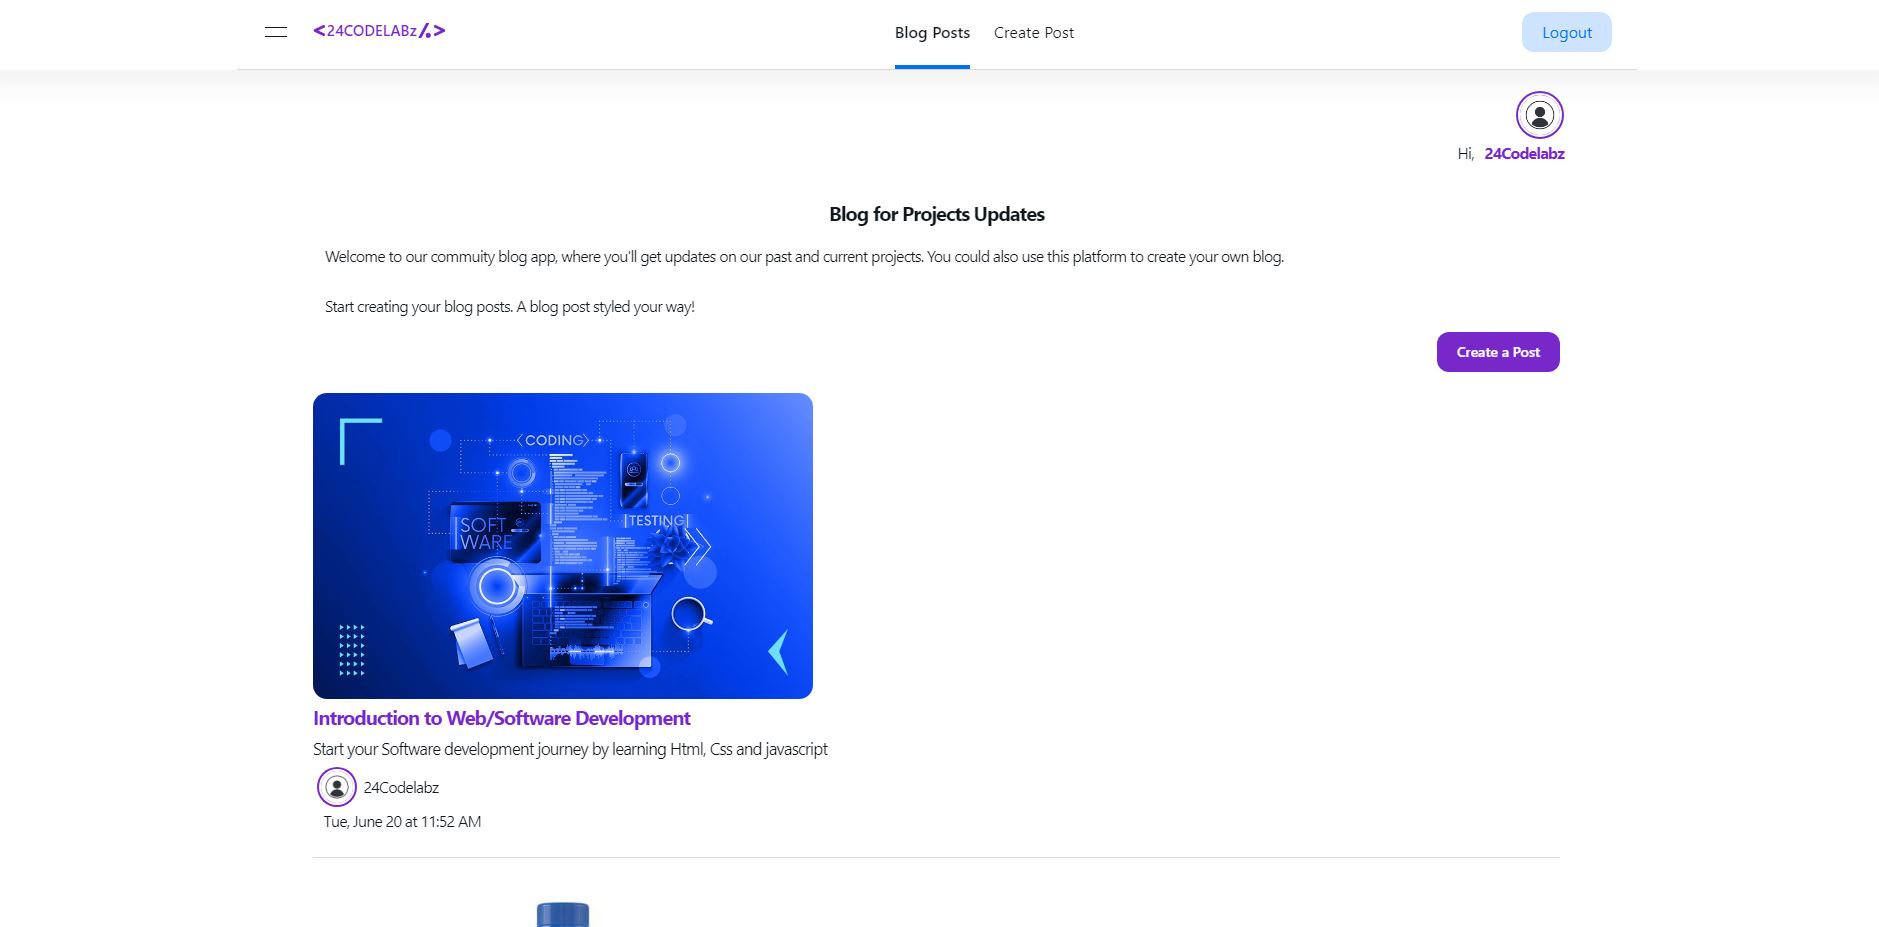 <24CODELABz/.>
Blog Posts
Create Post
Logout
Hi, 24Codelabz
Blog for Projects Updates
Welcome to our commuity blog app, where you'll get updates on our past and current projects. You could also use this platform to create your own blog.
Start creating your blog posts. A blog post styled your way!
Create a Post
<CODING>
SOFT
WARE
|TESTING|
Introduction to Web/Software Development
Start your Software development journey by learning Html, Css and javascript
24Codelabz
Tue, June 20 at 11:52 AM